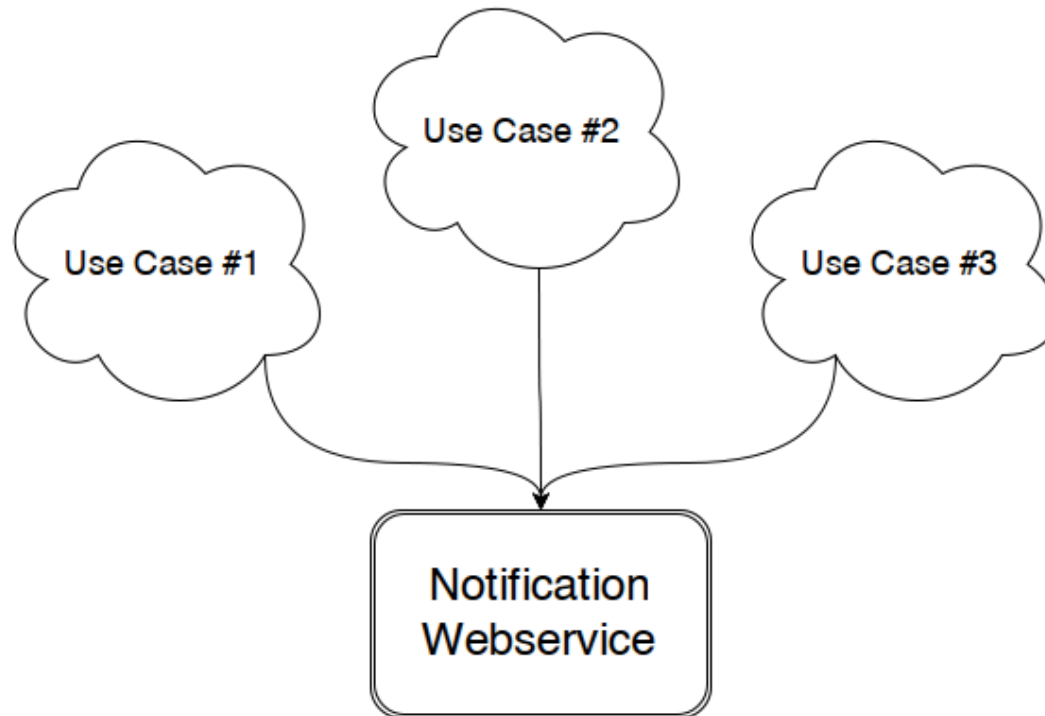 Use Case #2
Use Case #1
Use Case #3
Notification
Webservice